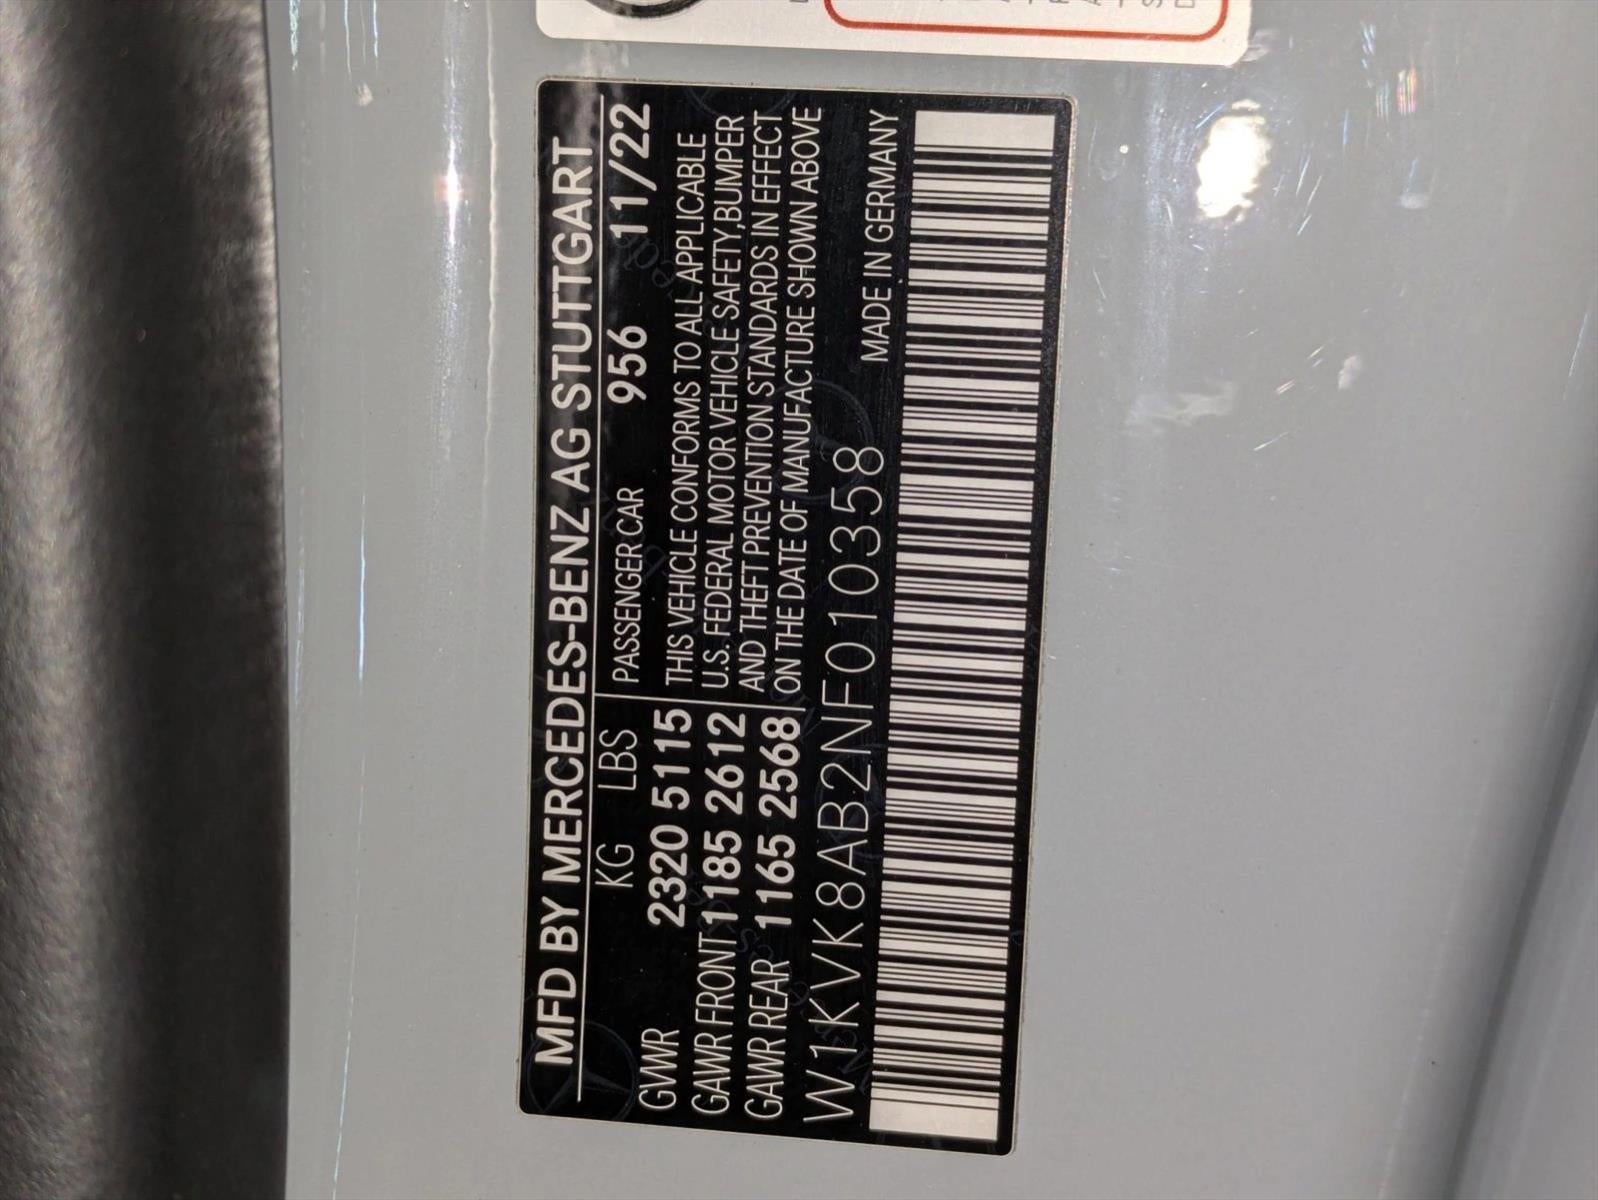 MFD BY MERCEDES-BENZ AG STUTTGART
KG LBS PASSENGER CAR 956 11/22
GVWR 2320 5115
GAWR FRONT 1185 2612
GAWR REAR 1165 2568
THIS VEHICLE CONFORMS TO ALL APPLICABLE
U.S. FEDERAL MOTOR VEHICLE SAFETY,BUMPER
AND THEFT PREVENTION STANDARDS IN EFFECT
ON THE DATE OF MANUFACTURE SHOWN ABOVE
MADE IN GERMANY
W1KVK8AB2NF010358